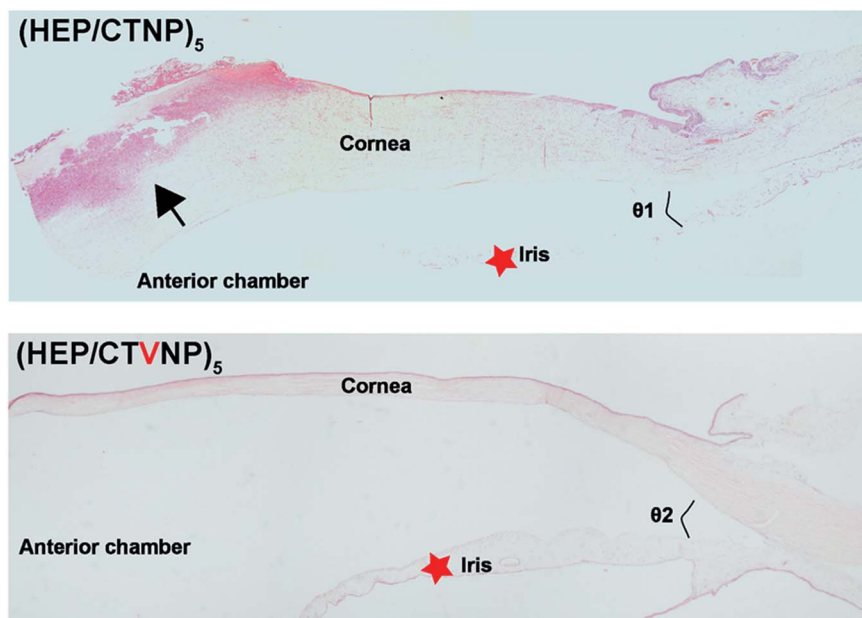 (HEP/CTNP)₅
Cornea
θ1
Iris
Anterior chamber
(HEP/CTVNP)₅
Cornea
θ2
Anterior chamber
Iris